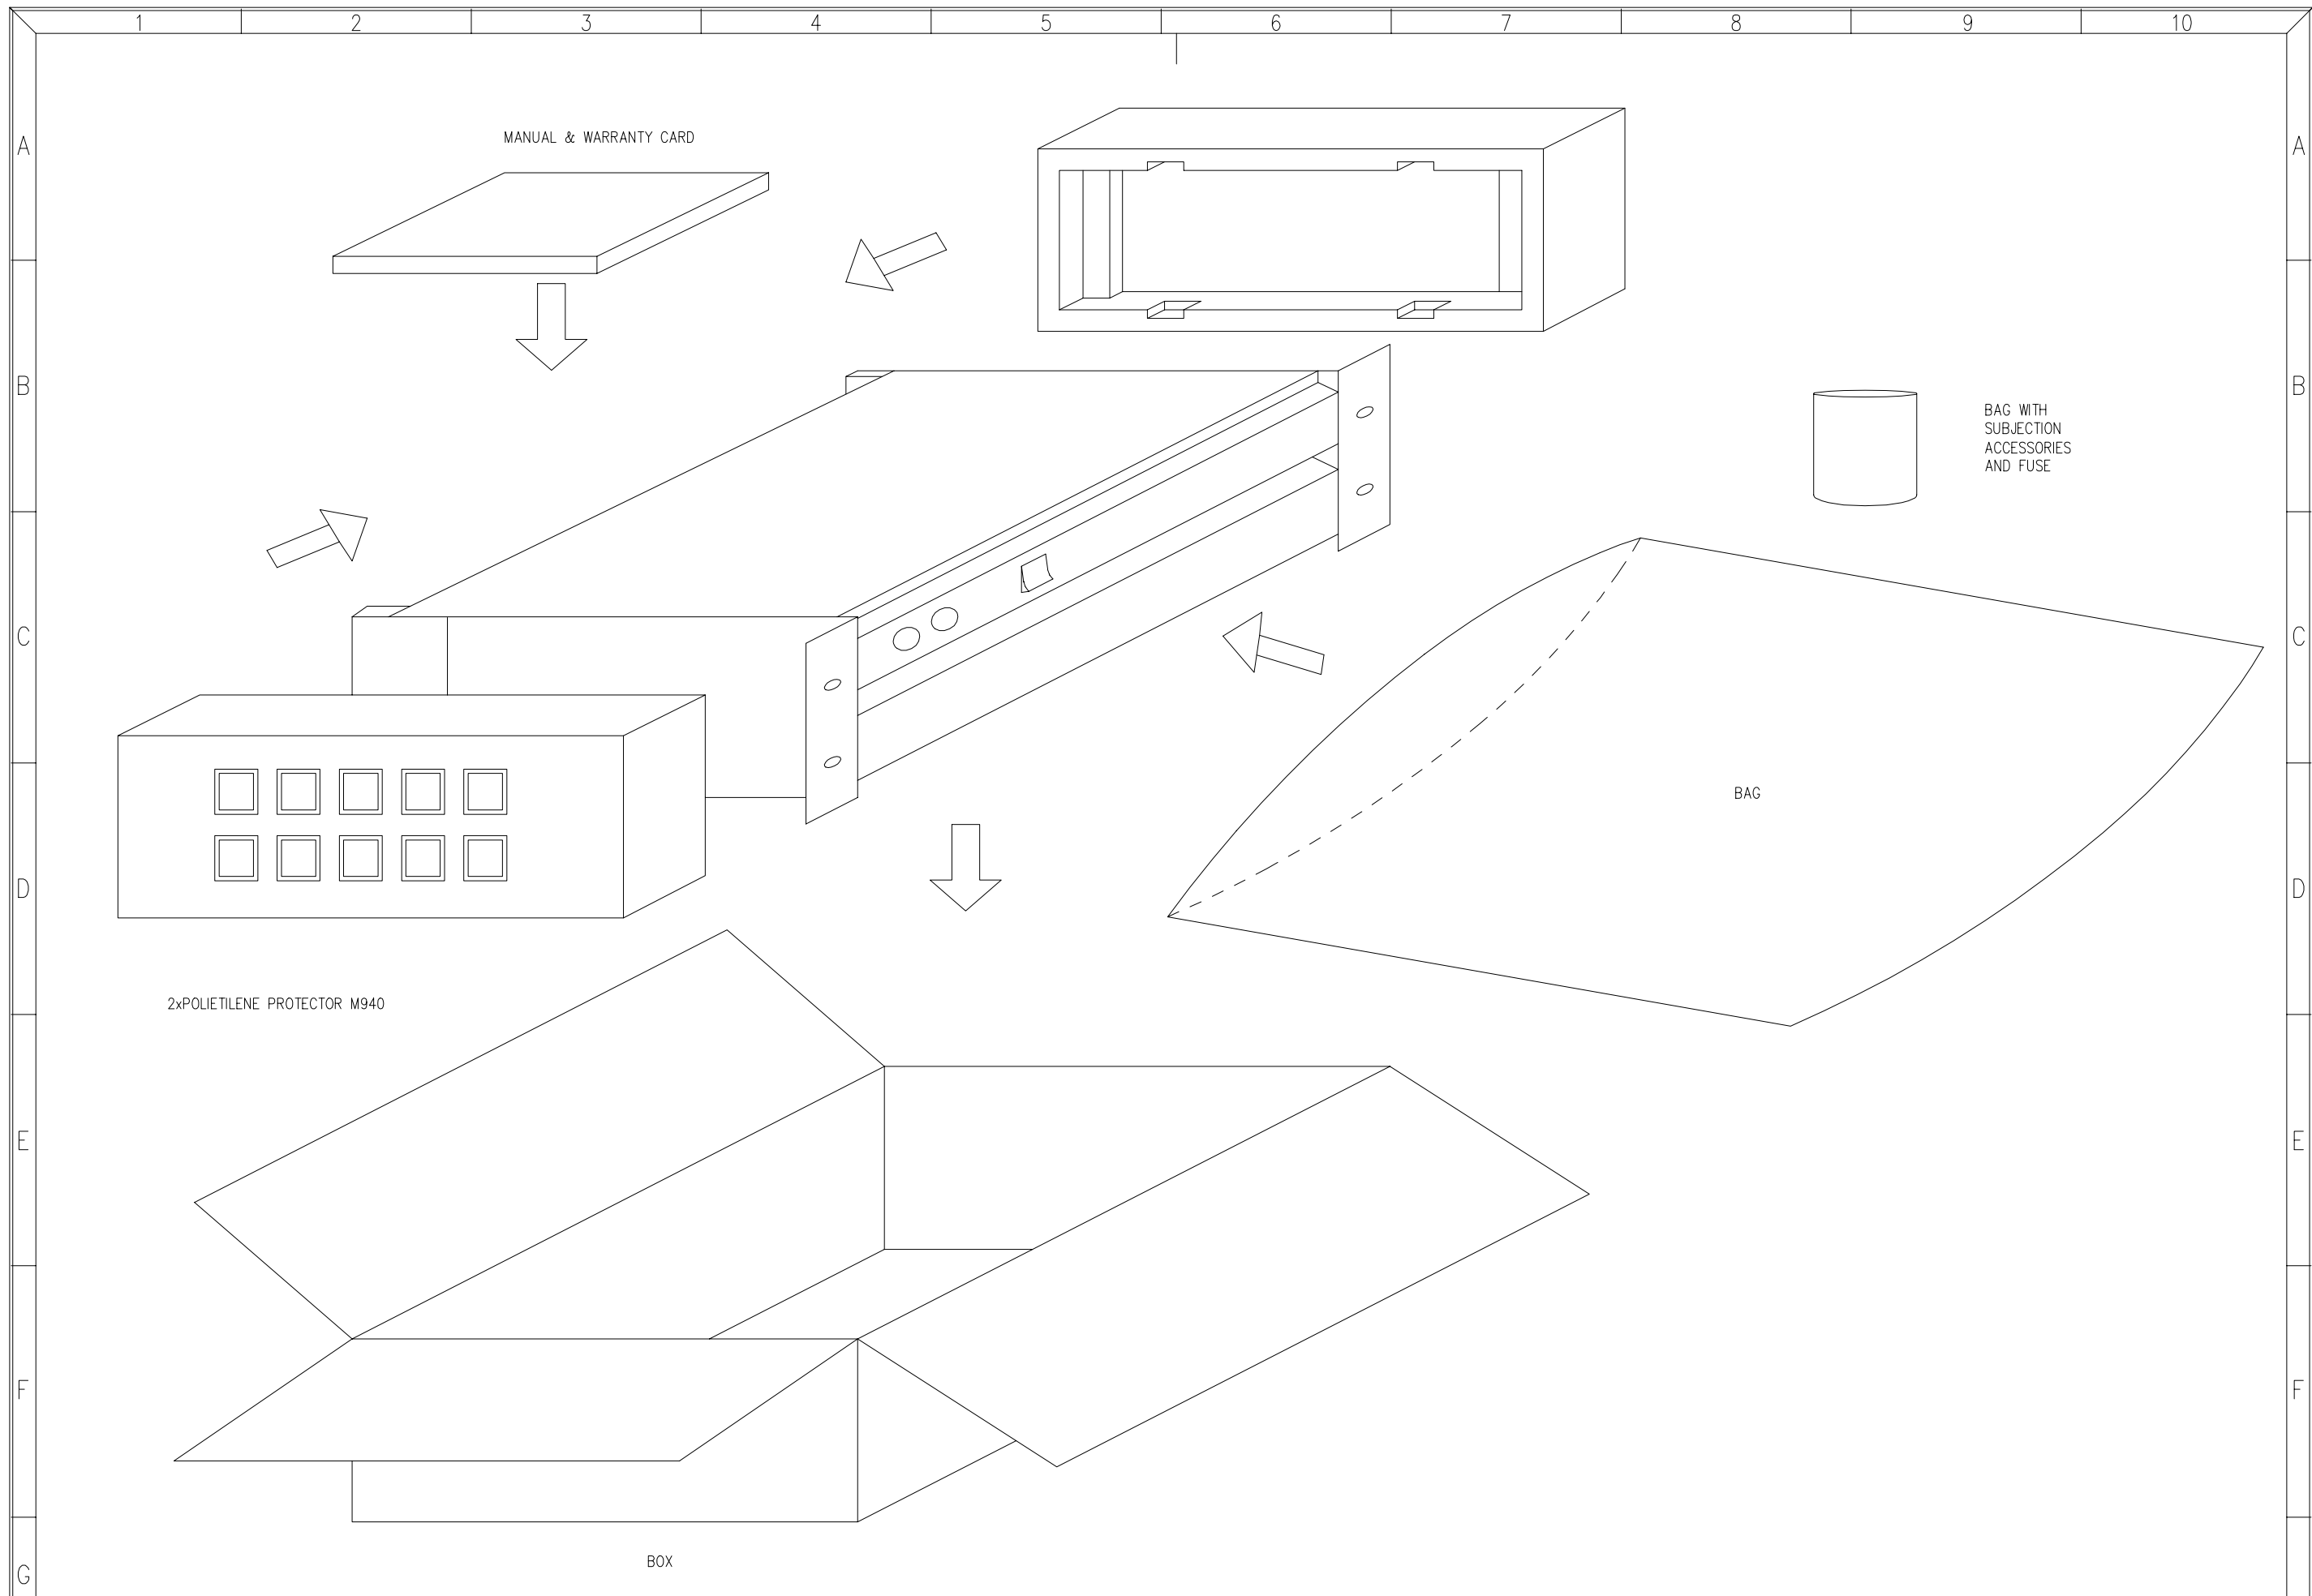 1 2 3 4 5 6 7 8 9 10
A A
MANUAL & WARRANTY CARD
B B
BAG WITH
SUBJECTION
ACCESSORIES
AND FUSE
C C
BAG
D D
2xPOLIETILENE PROTECTOR M940
E E
F F
BOX
G